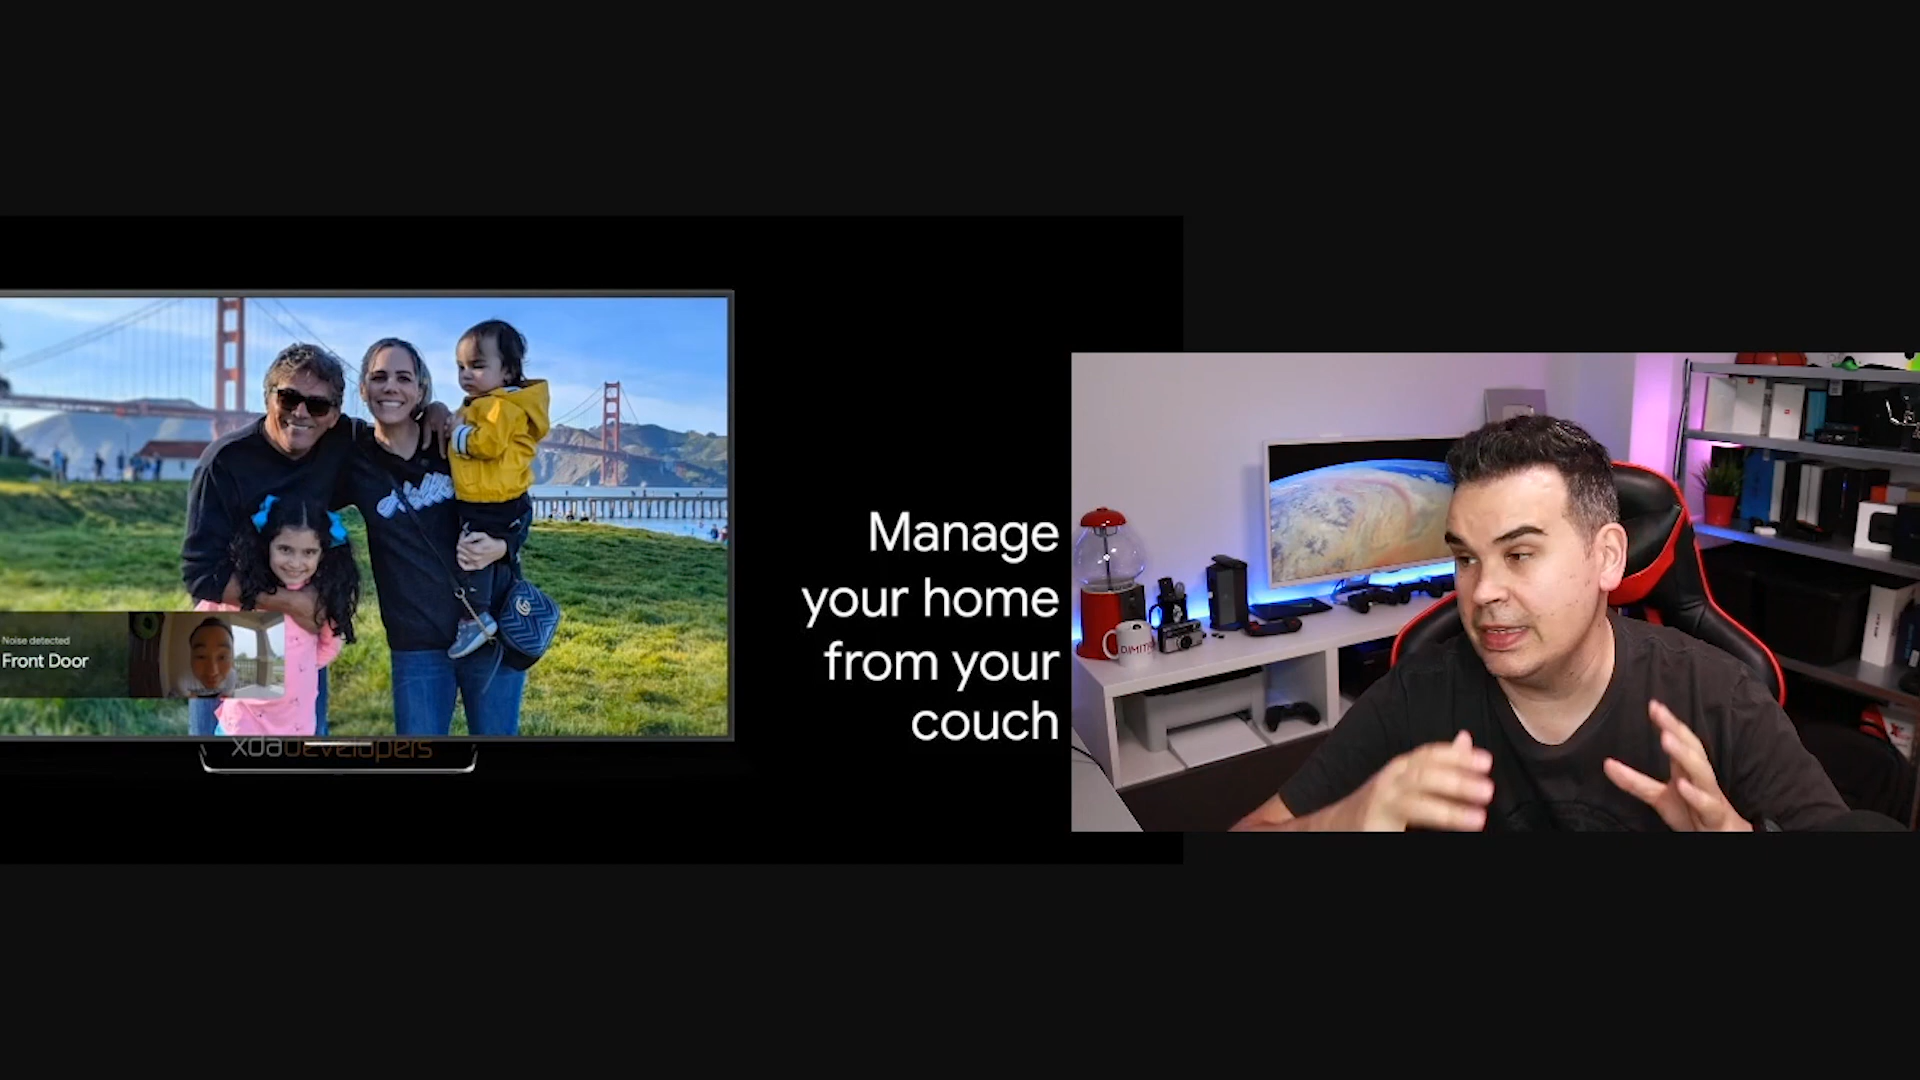 Noise detected
Front Door
xdadevelopers
Manage
your home
from your
couch